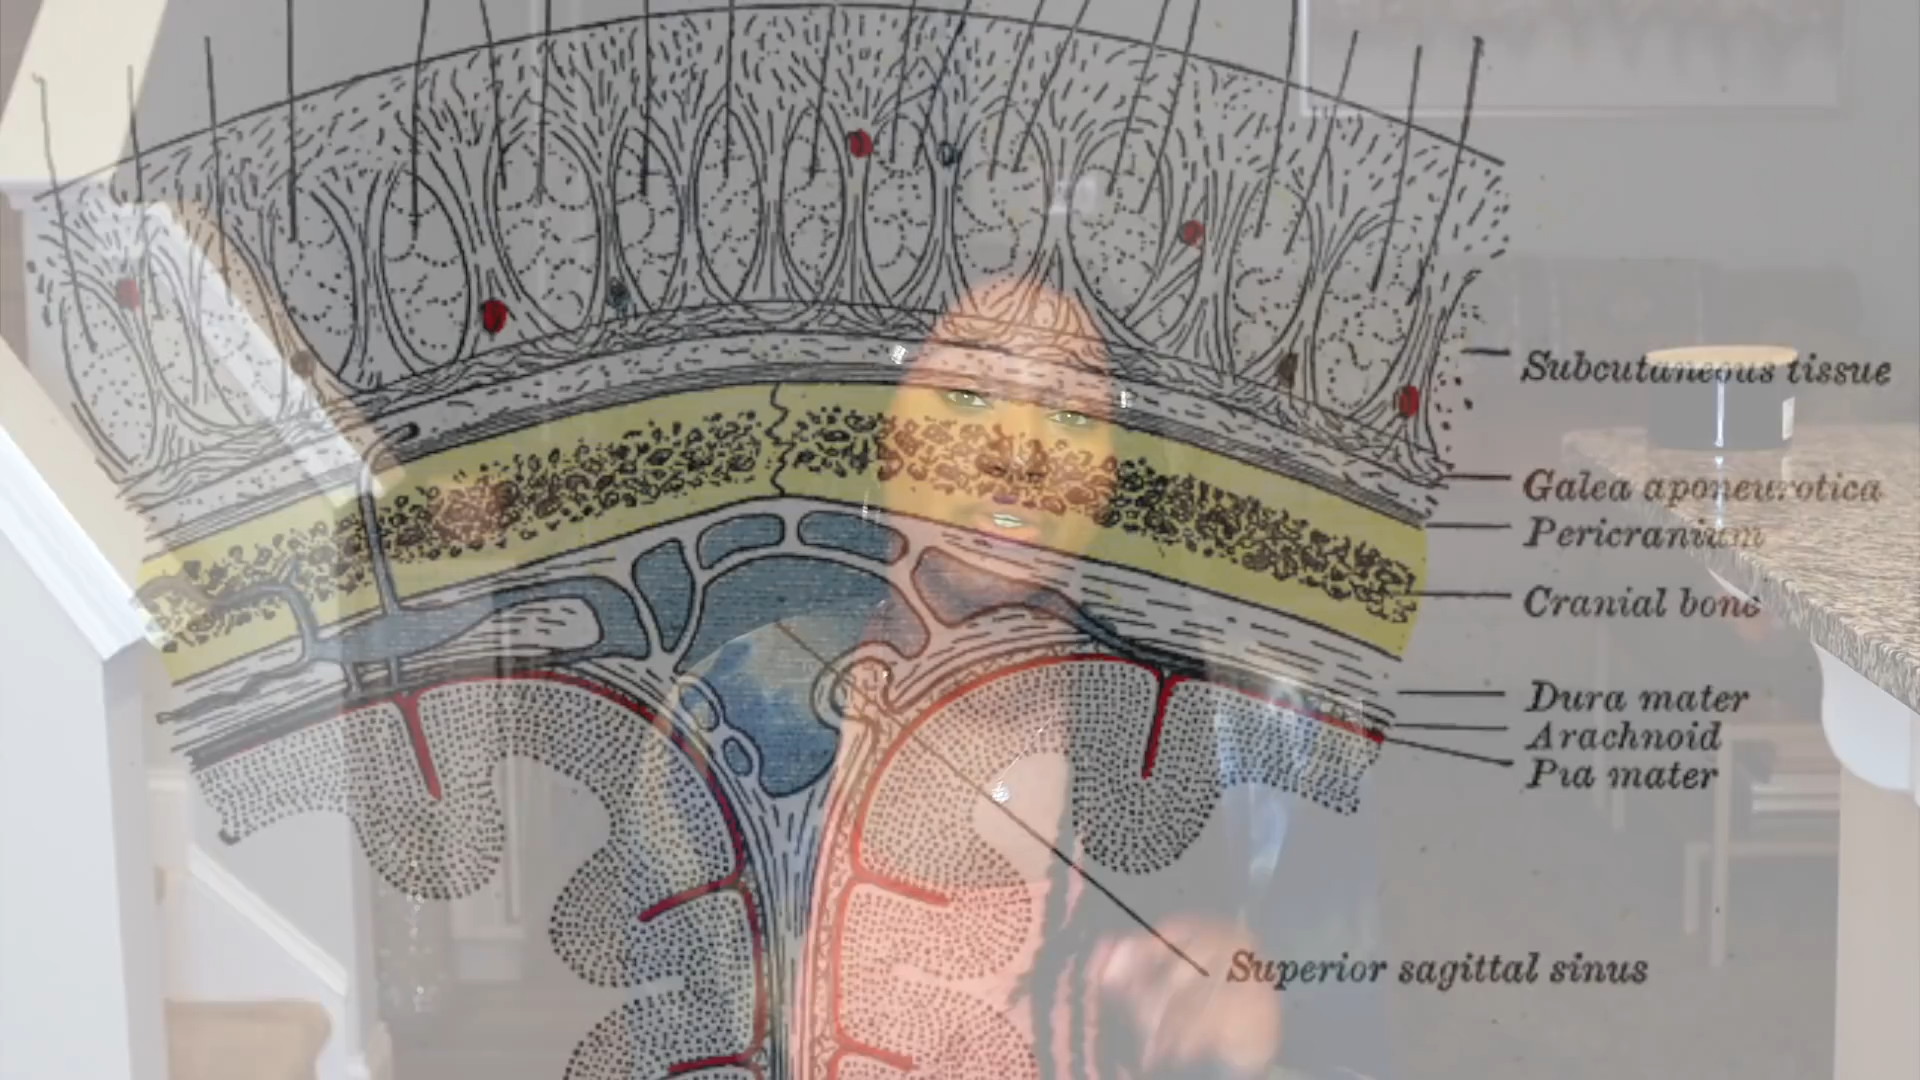 Subcutaneous tissue
Galea aponeurotica
Pericranium
Cranial bone
Dura mater
Arachnoid
Pia mater
Superior sagittal sinus